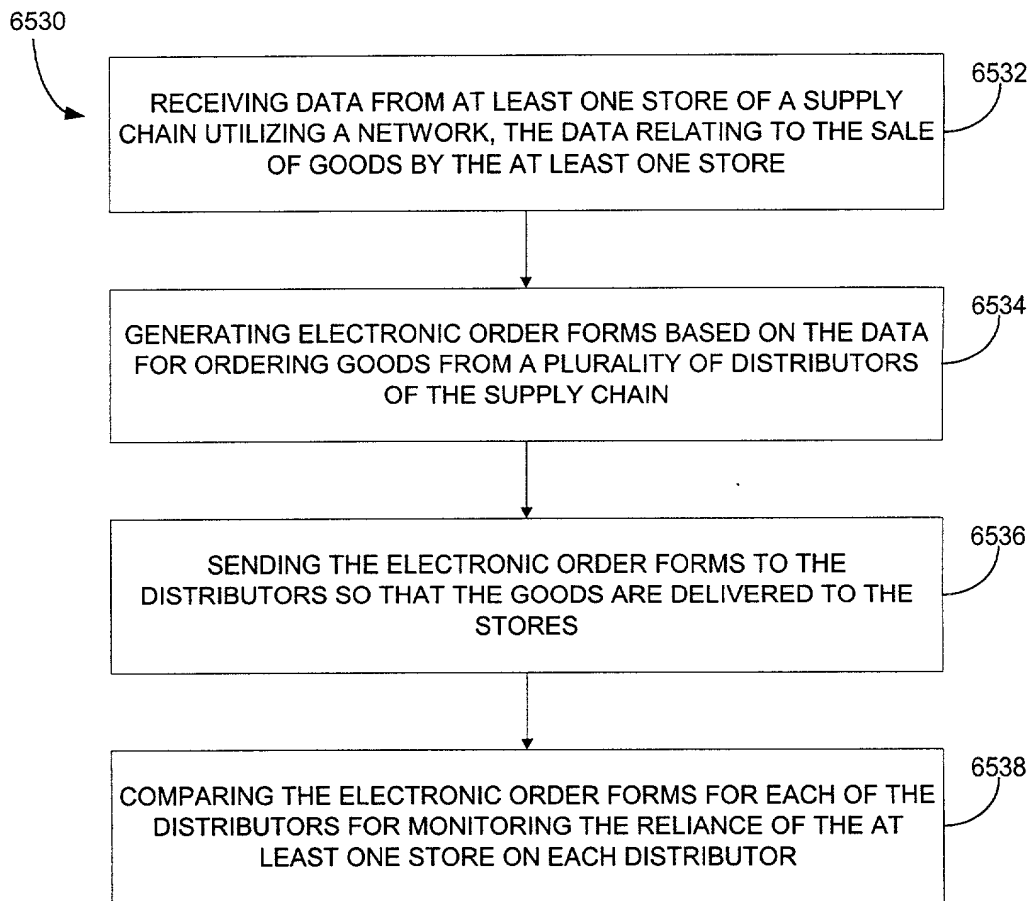 6530
6532
RECEIVING DATA FROM AT LEAST ONE STORE OF A SUPPLY
CHAIN UTILIZING A NETWORK, THE DATA RELATING TO THE SALE
OF GOODS BY THE AT LEAST ONE STORE
6534
GENERATING ELECTRONIC ORDER FORMS BASED ON THE DATA
FOR ORDERING GOODS FROM A PLURALITY OF DISTRIBUTORS
OF THE SUPPLY CHAIN
6536
SENDING THE ELECTRONIC ORDER FORMS TO THE
DISTRIBUTORS SO THAT THE GOODS ARE DELIVERED TO THE
STORES
6538
COMPARING THE ELECTRONIC ORDER FORMS FOR EACH OF THE
DISTRIBUTORS FOR MONITORING THE RELIANCE OF THE AT
LEAST ONE STORE ON EACH DISTRIBUTOR